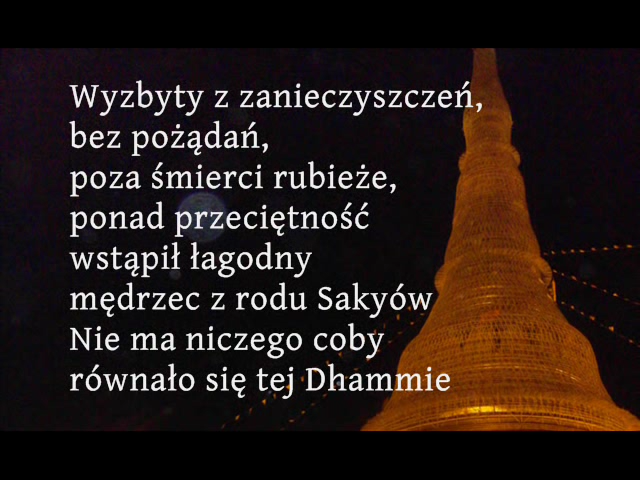 Wyzbyty z zanieczyszczeń,
bez pożądań,
poza śmierci rubieże,
ponad przeciętność
wstąpił łagodny
mędrzec z rodu Sakyów
Nie ma niczego coby
równało się tej Dhammie